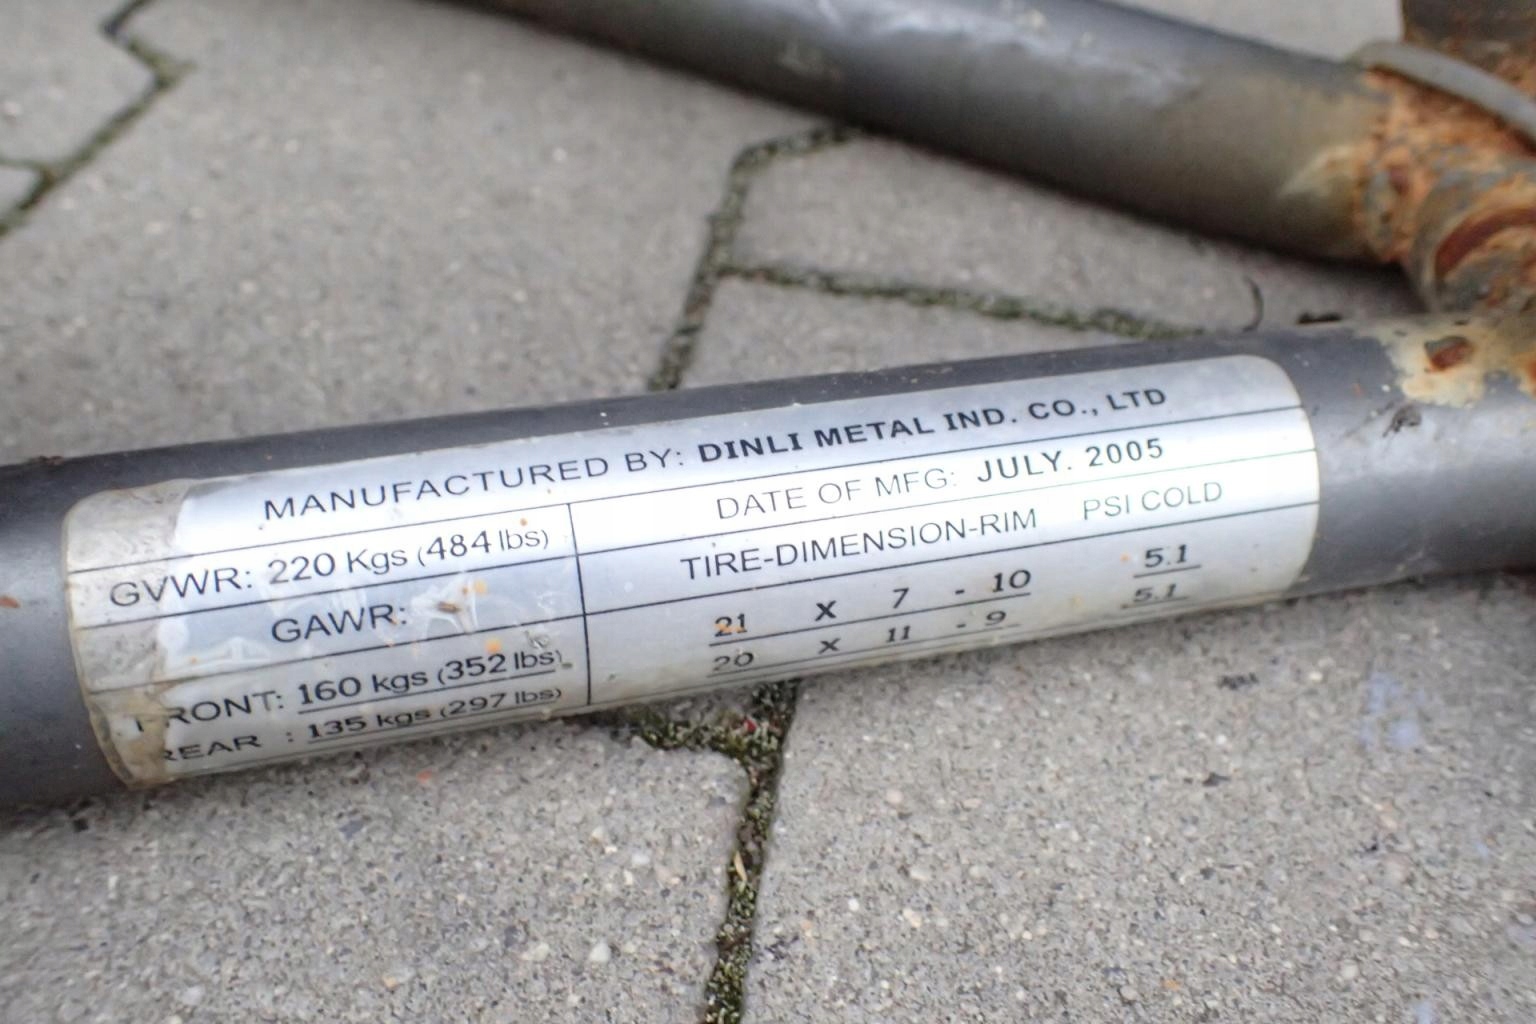 MANUFACTURED BY: DINLI METAL IND. CO., LTD
GVWR: 220 Kgs (484 lbs)
DATE OF MFG: JULY. 2005
GAWR:
TIRE-DIMENSION-RIM PSI COLD
FRONT: 160 kgs (352 lbs)
21 X 7 - 10 5.1
REAR : 135 kgs (297 lbs)
20 X 11 - 9 5.1